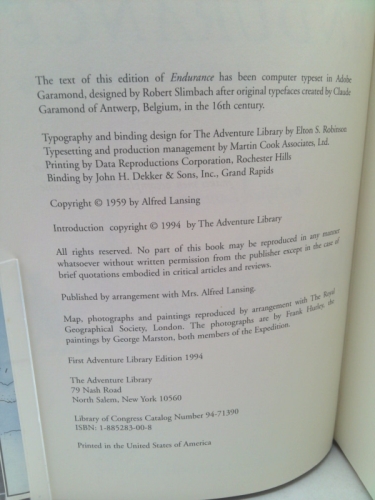 The text of this edition of Endurance has been computer typeset in Adobe
Garamond, designed by Robert Slimbach after original typefaces created by Claude
Garamond of Antwerp, Belgium, in the 16th century.
Typography and binding design for The Adventure Library by Elton S. Robinson
Typesetting and production management by Martin Cook Associates, Ltd.
Printing by Data Reproductions Corporation, Rochester Hills
Binding by John H. Dekker & Sons, Inc., Grand Rapids
Copyright © 1959 by Alfred Lansing
Introduction copyright © 1994 by The Adventure Library
All rights reserved. No part of this book may be reproduced in any manner
whatsoever without written permission from the publisher except in the case of
brief quotations embodied in critical articles and reviews.
Published by arrangement with Mrs. Alfred Lansing.
Map, photographs and paintings reproduced by arrangement with The Royal
Geographical Society, London. The photographs are by Frank Hurley, the
paintings by George Marston, both members of the Expedition.
First Adventure Library Edition 1994
The Adventure Library
79 Nash Road
North Salem, New York 10560
Library of Congress Catalog Number 94-71390
ISBN: 1-885283-00-8
Printed in the United States of America